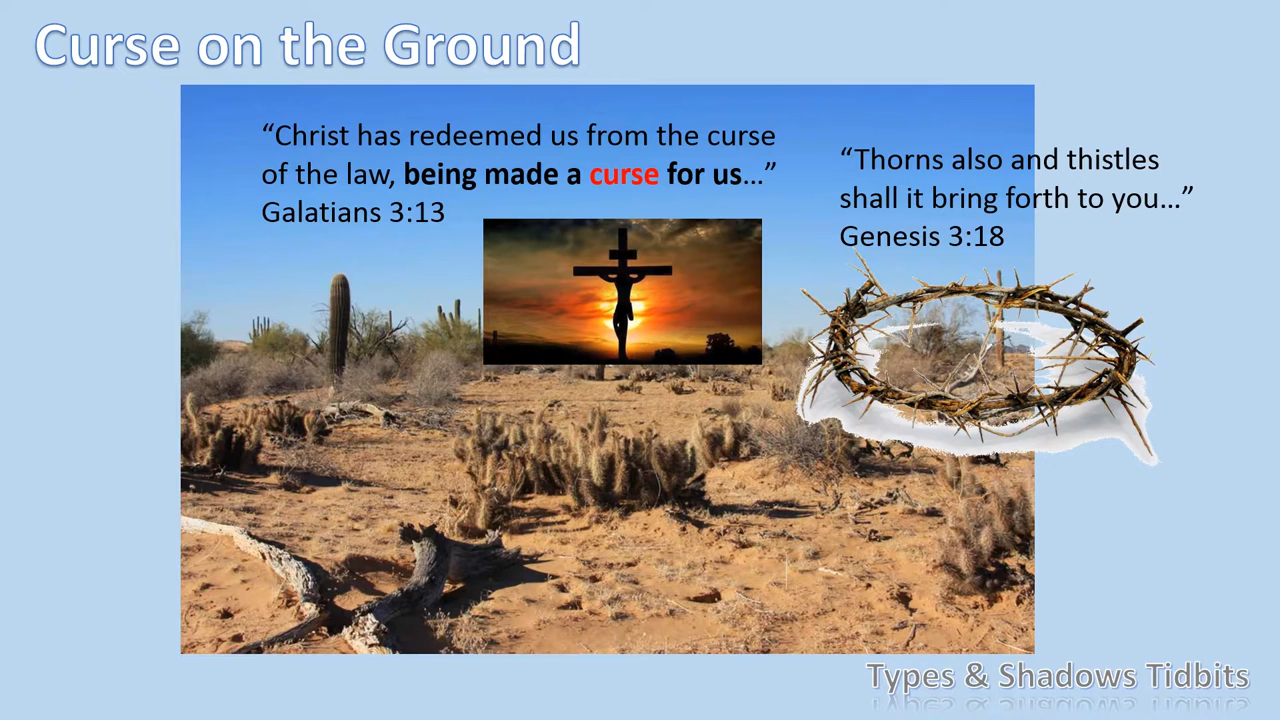 Curse on the Ground
“Christ has redeemed us from the curse
of the law, being made a curse for us…”
Galatians 3:13
“Thorns also and thistles
shall it bring forth to you…”
Genesis 3:18
Types & Shadows Tidbits